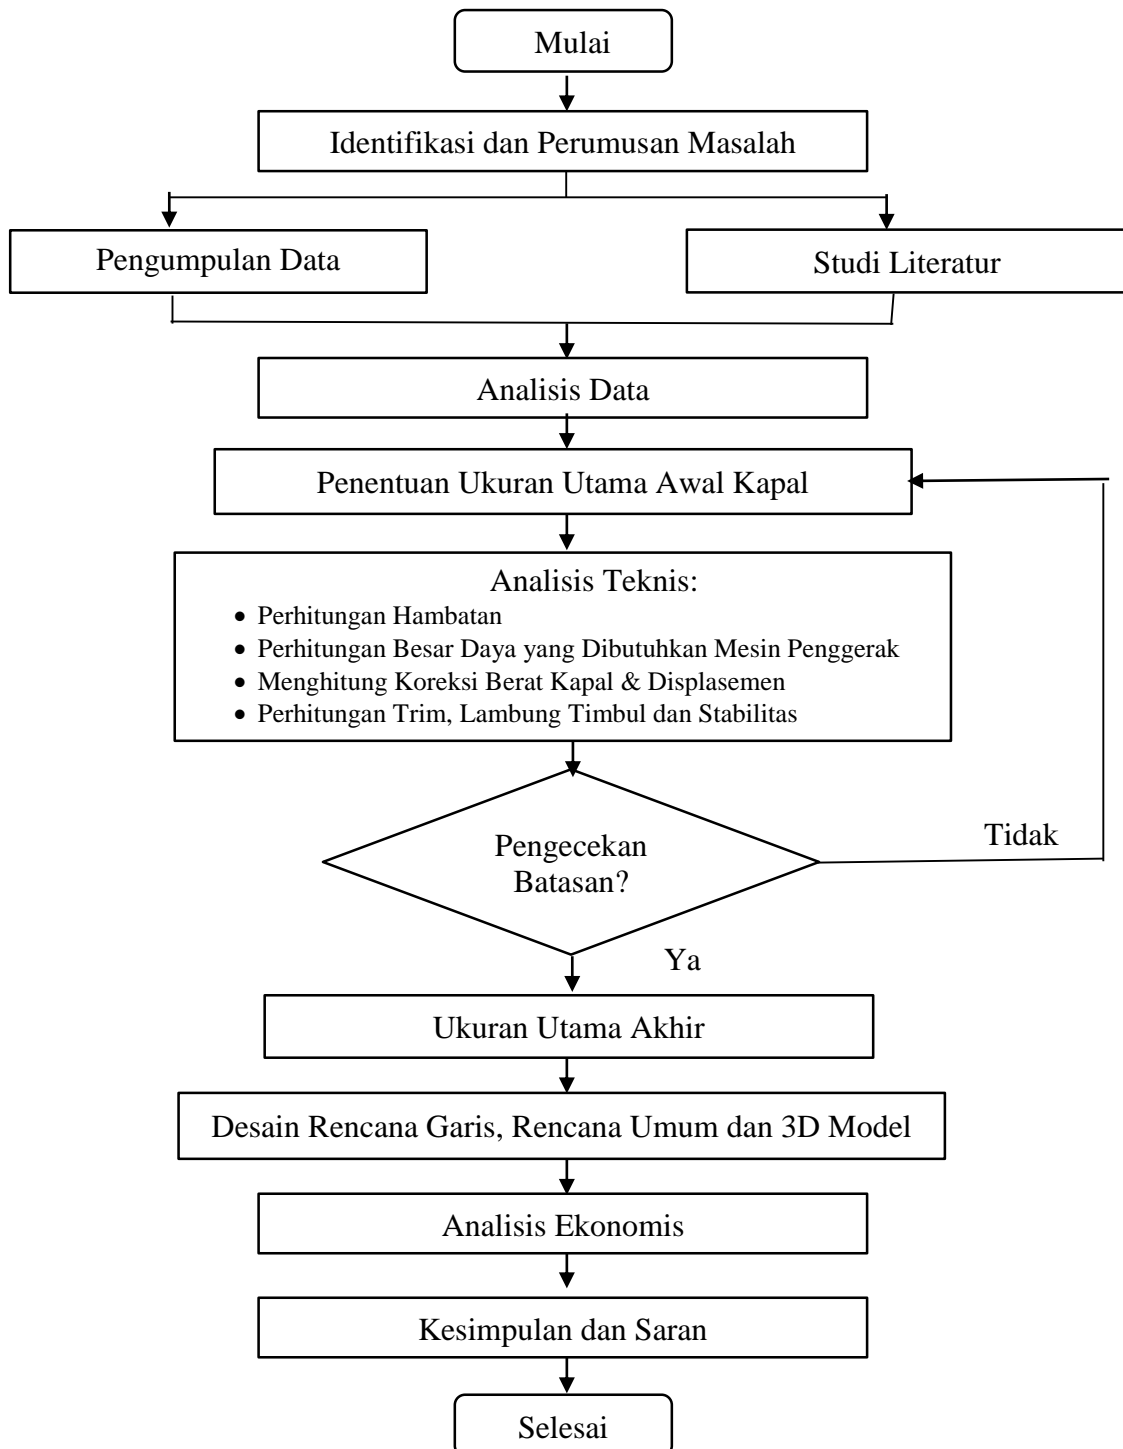 Mulai
Identifikasi dan Perumusan Masalah
Pengumpulan Data
Studi Literatur
Analisis Data
Penentuan Ukuran Utama Awal Kapal
Analisis Teknis:
• Perhitungan Hambatan
• Perhitungan Besar Daya yang Dibutuhkan Mesin Penggerak
• Menghitung Koreksi Berat Kapal & Displasemen
• Perhitungan Trim, Lambung Timbul dan Stabilitas
Pengecekan
Batasan?
Tidak
Ya
Ukuran Utama Akhir
Desain Rencana Garis, Rencana Umum dan 3D Model
Analisis Ekonomis
Kesimpulan dan Saran
Selesai